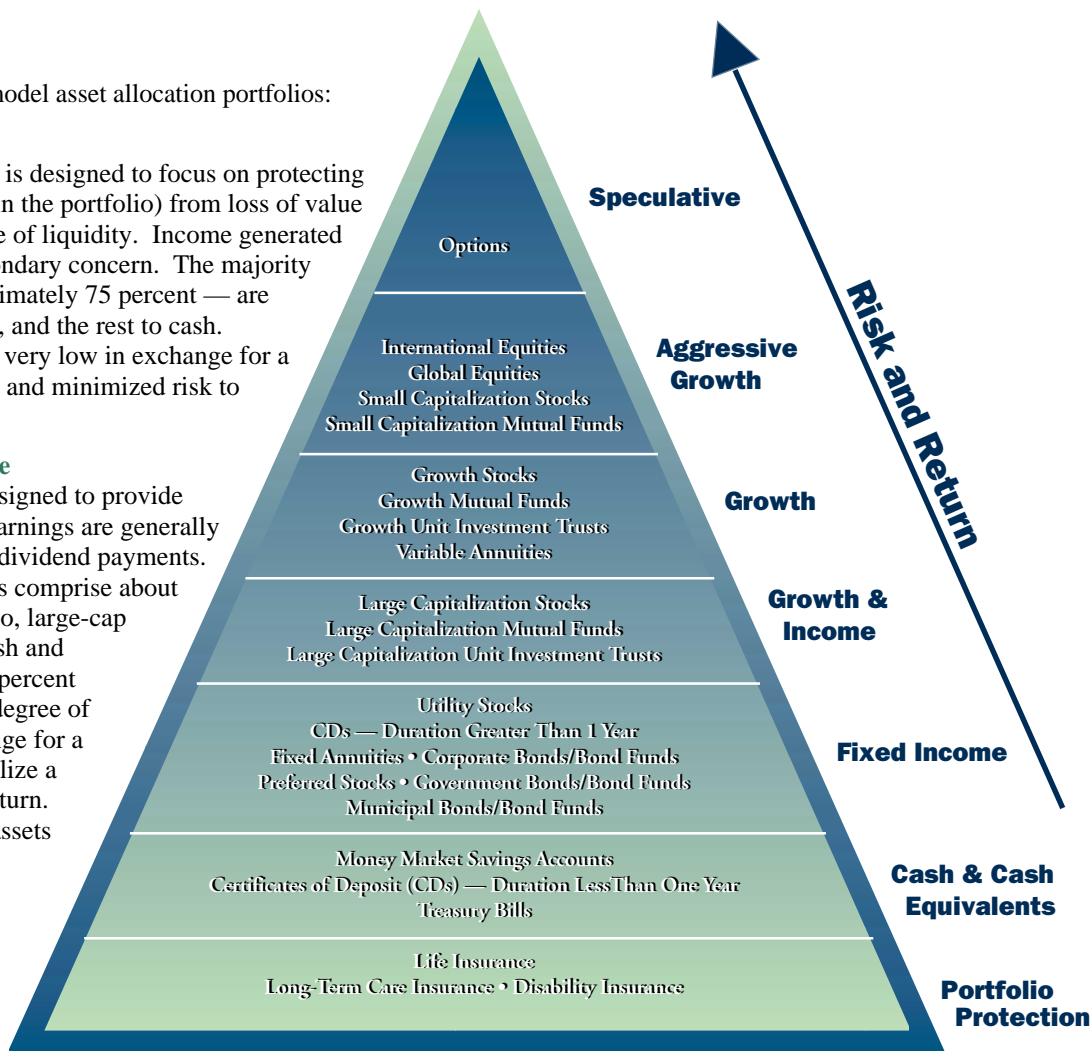 model asset allocation portfolios:
is designed to focus on protecting
in the portfolio) from loss of value
e of liquidity. Income generated
ondary concern. The majority
ximately 75 percent — are
, and the rest to cash.
very low in exchange for a
and minimized risk to
e
signed to provide
arnings are generally
dividend payments.
s comprise about
o, large-cap
sh and
percent
degree of
ge for a
lize a
turn.
assets
Options
International Equities
Global Equities
Small Capitalization Stocks
Small Capitalization Mutual Funds
Growth Stocks
Growth Mutual Funds
Growth Unit Investment Trusts
Variable Annuities
Large Capitalization Stocks
Large Capitalization Mutual Funds
Large Capitalization Unit Investment Trusts
Utility Stocks
CDs — Duration Greater Than 1 Year
Fixed Annuities • Corporate Bonds/Bond Funds
Preferred Stocks • Government Bonds/Bond Funds
Municipal Bonds/Bond Funds
Money Market Savings Accounts
Certificates of Deposit (CDs) — Duration LessThan One Year
Treasury Bills
Life Insurance
Long-Term Care Insurance • Disability Insurance
Speculative
Aggressive
Growth
Growth
Growth &
Income
Fixed Income
Cash & Cash
Equivalents
Portfolio
Protection
Risk and Return